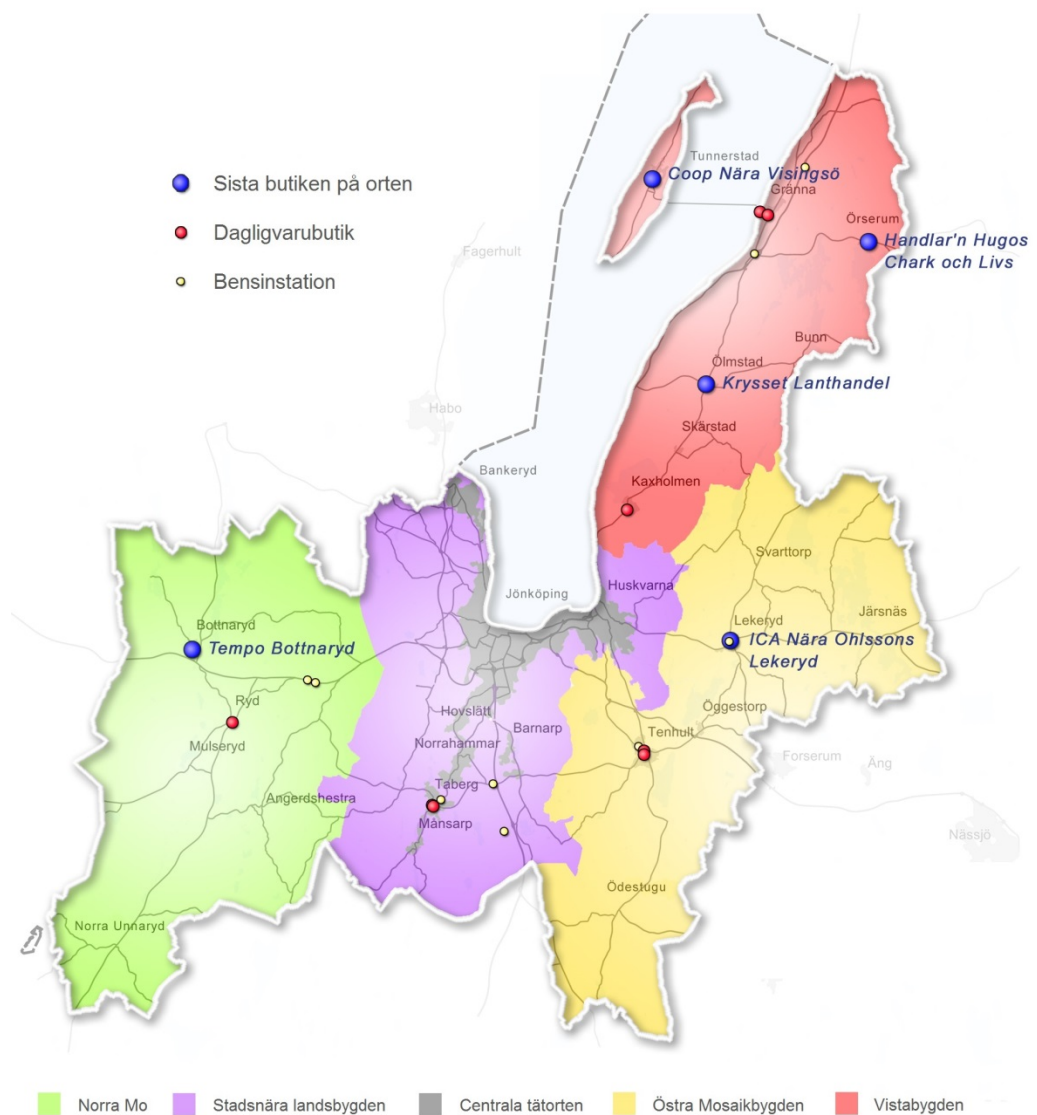 Sista butiken på orten
Dagligvarubutik
Bensinstation
Tunnerstad
Coop Nära Visingsö
Gränna
Örserum
Handlar'n Hugos
Chark och Livs
Fagerhult
Bunn
Ölmstad
Krysset Lanthandel
Habo
Skärstad
Bankeryd
Kaxholmen
Svarttorp
Huskvarna
Jönköping
Järsnäs
Lekeryd
ICA Nära Ohlssons
Lekeryd
Bottnaryd
Tempo Bottnaryd
Öggestorp
Ryd
Hovslätt
Barnarp
Tenhult
Mulseryd
Norrahammar
Forserum
Äng
Taberg
Angerdshestra
Månsarp
Nässjö
Ödestugu
Norra Unnaryd
Norra Mo
Stadsnära landsbygden
Centrala tätorten
Östra Mosaikbygden
Vistabygden